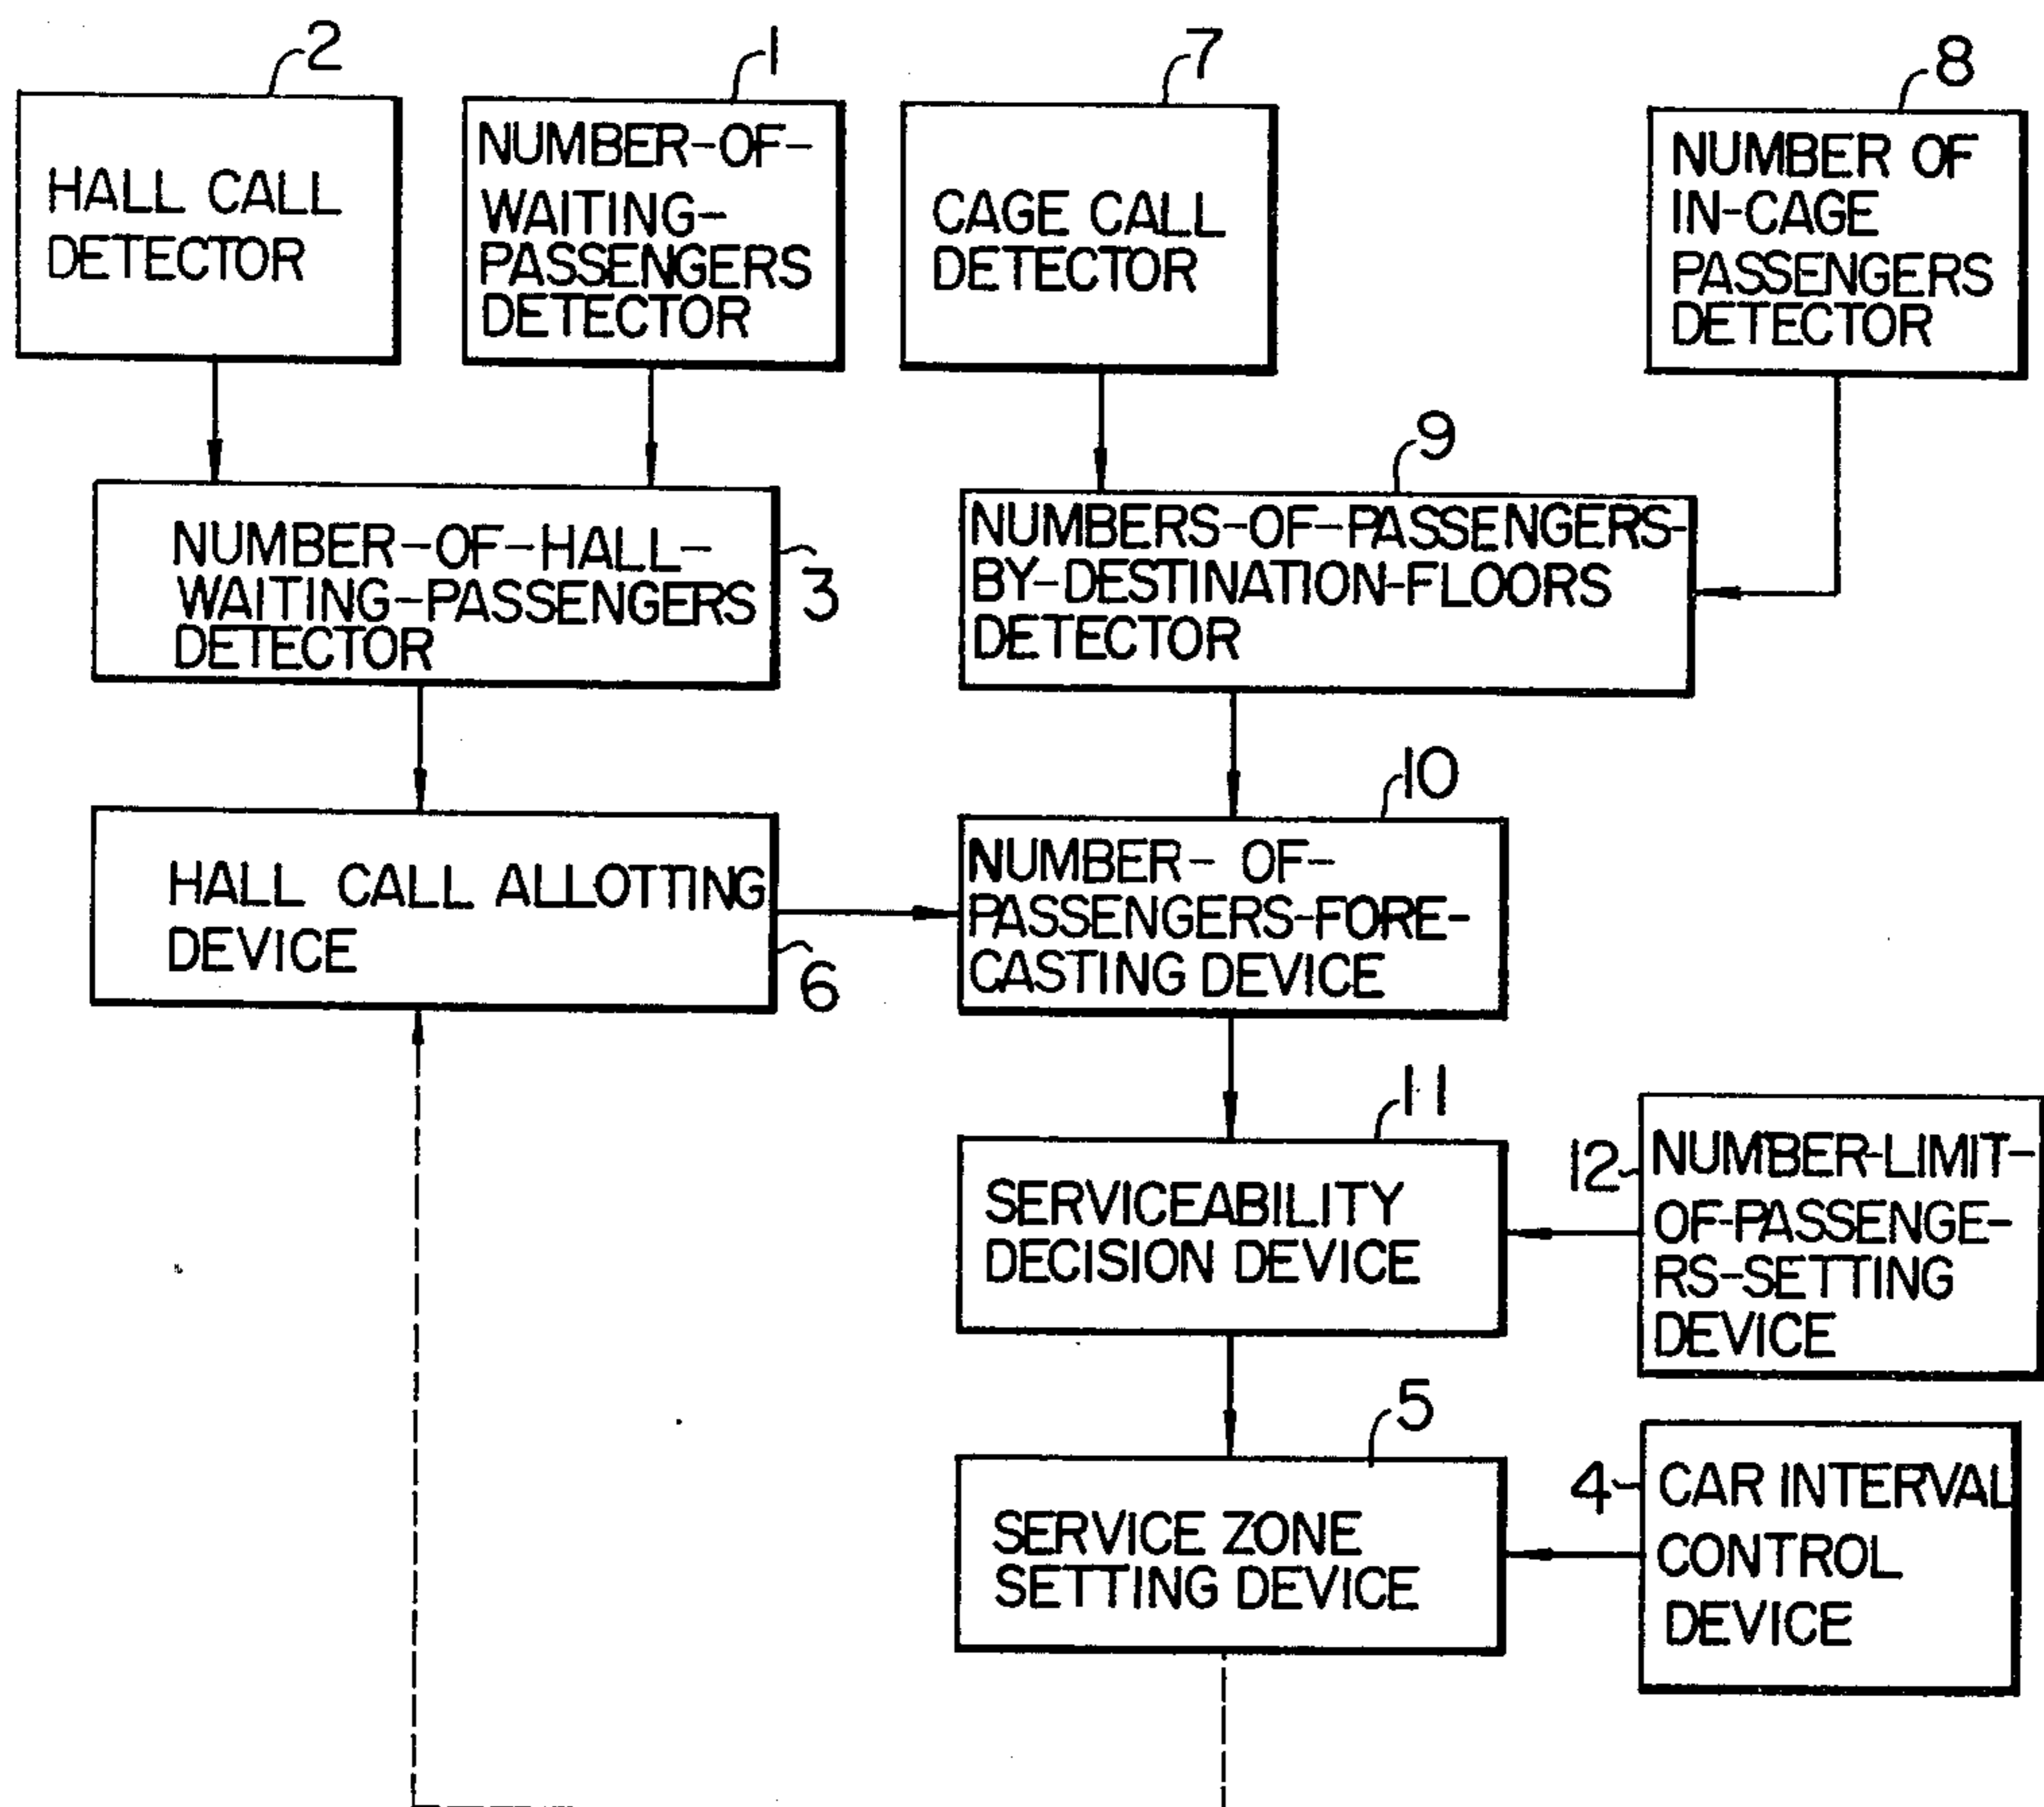 2
HALL CALL
DETECTOR
1
NUMBER-OF-
WAITING-
PASSENGERS
DETECTOR
7
CAGE CALL
DETECTOR
8
NUMBER OF
IN-CAGE
PASSENGERS
DETECTOR
3
NUMBER-OF-HALL-
WAITING-PASSENGERS
DETECTOR
9
NUMBERS-OF-PASSENGERS-
BY-DESTINATION-FLOORS
DETECTOR
HALL CALL ALLOTTING
DEVICE
6
10
NUMBER- OF-
PASSENGERS-FORE-
CASTING DEVICE
11
SERVICEABILITY
DECISION DEVICE
12
NUMBER-LIMIT-
OF-PASSENGE-
RS-SETTING
DEVICE
5
SERVICE ZONE
SETTING DEVICE
4
CAR INTERVAL
CONTROL
DEVICE